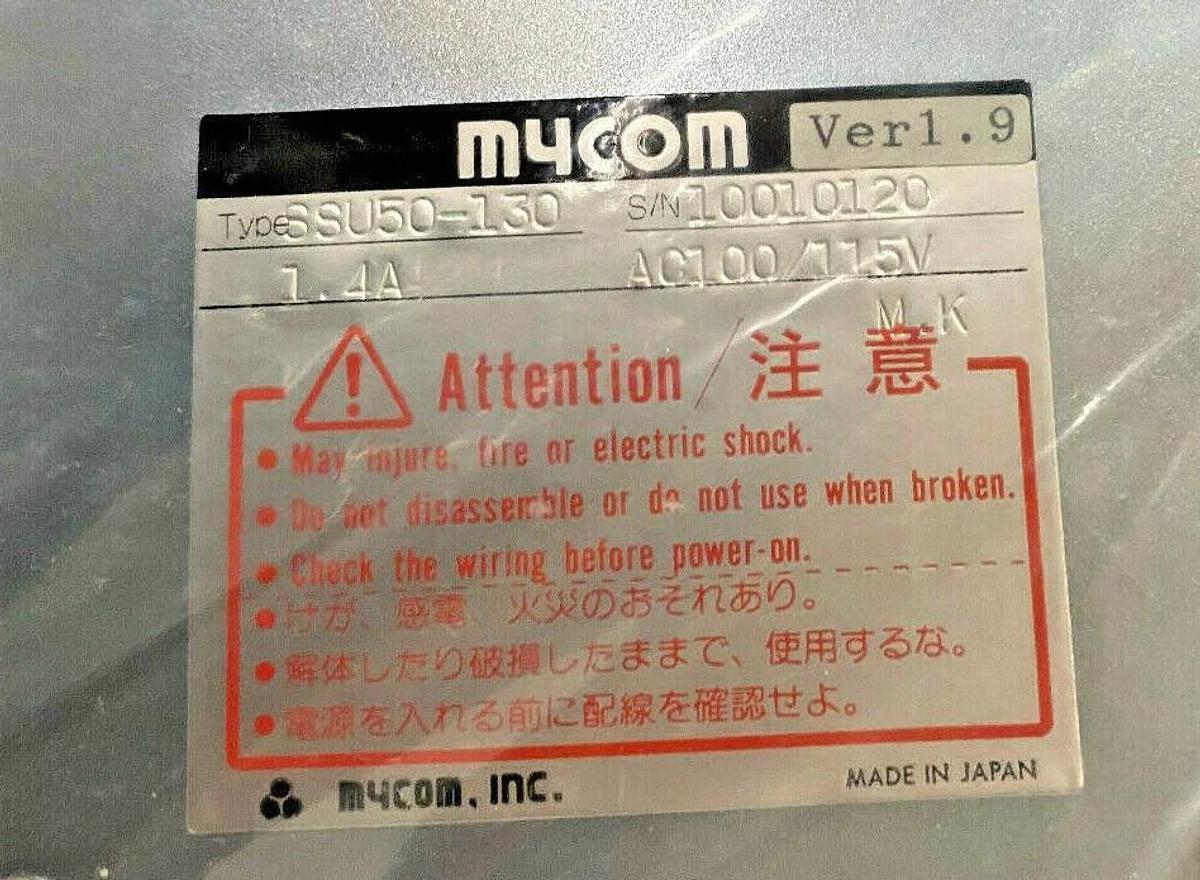 mycom Ver1.9
Type SSU50-130 S/N 10010120
1.4A AC100/115V
M.K
Attention/注意
● May injure, fire or electric shock.
● Do not disassemble or do not use when broken.
● Check the wiring before power-on.
● けが、感電、火災のおそれあり。
● 解体したり破損したままで、使用するな。
● 電源を入れる前に配線を確認せよ。
mycom, INC. MADE IN JAPAN